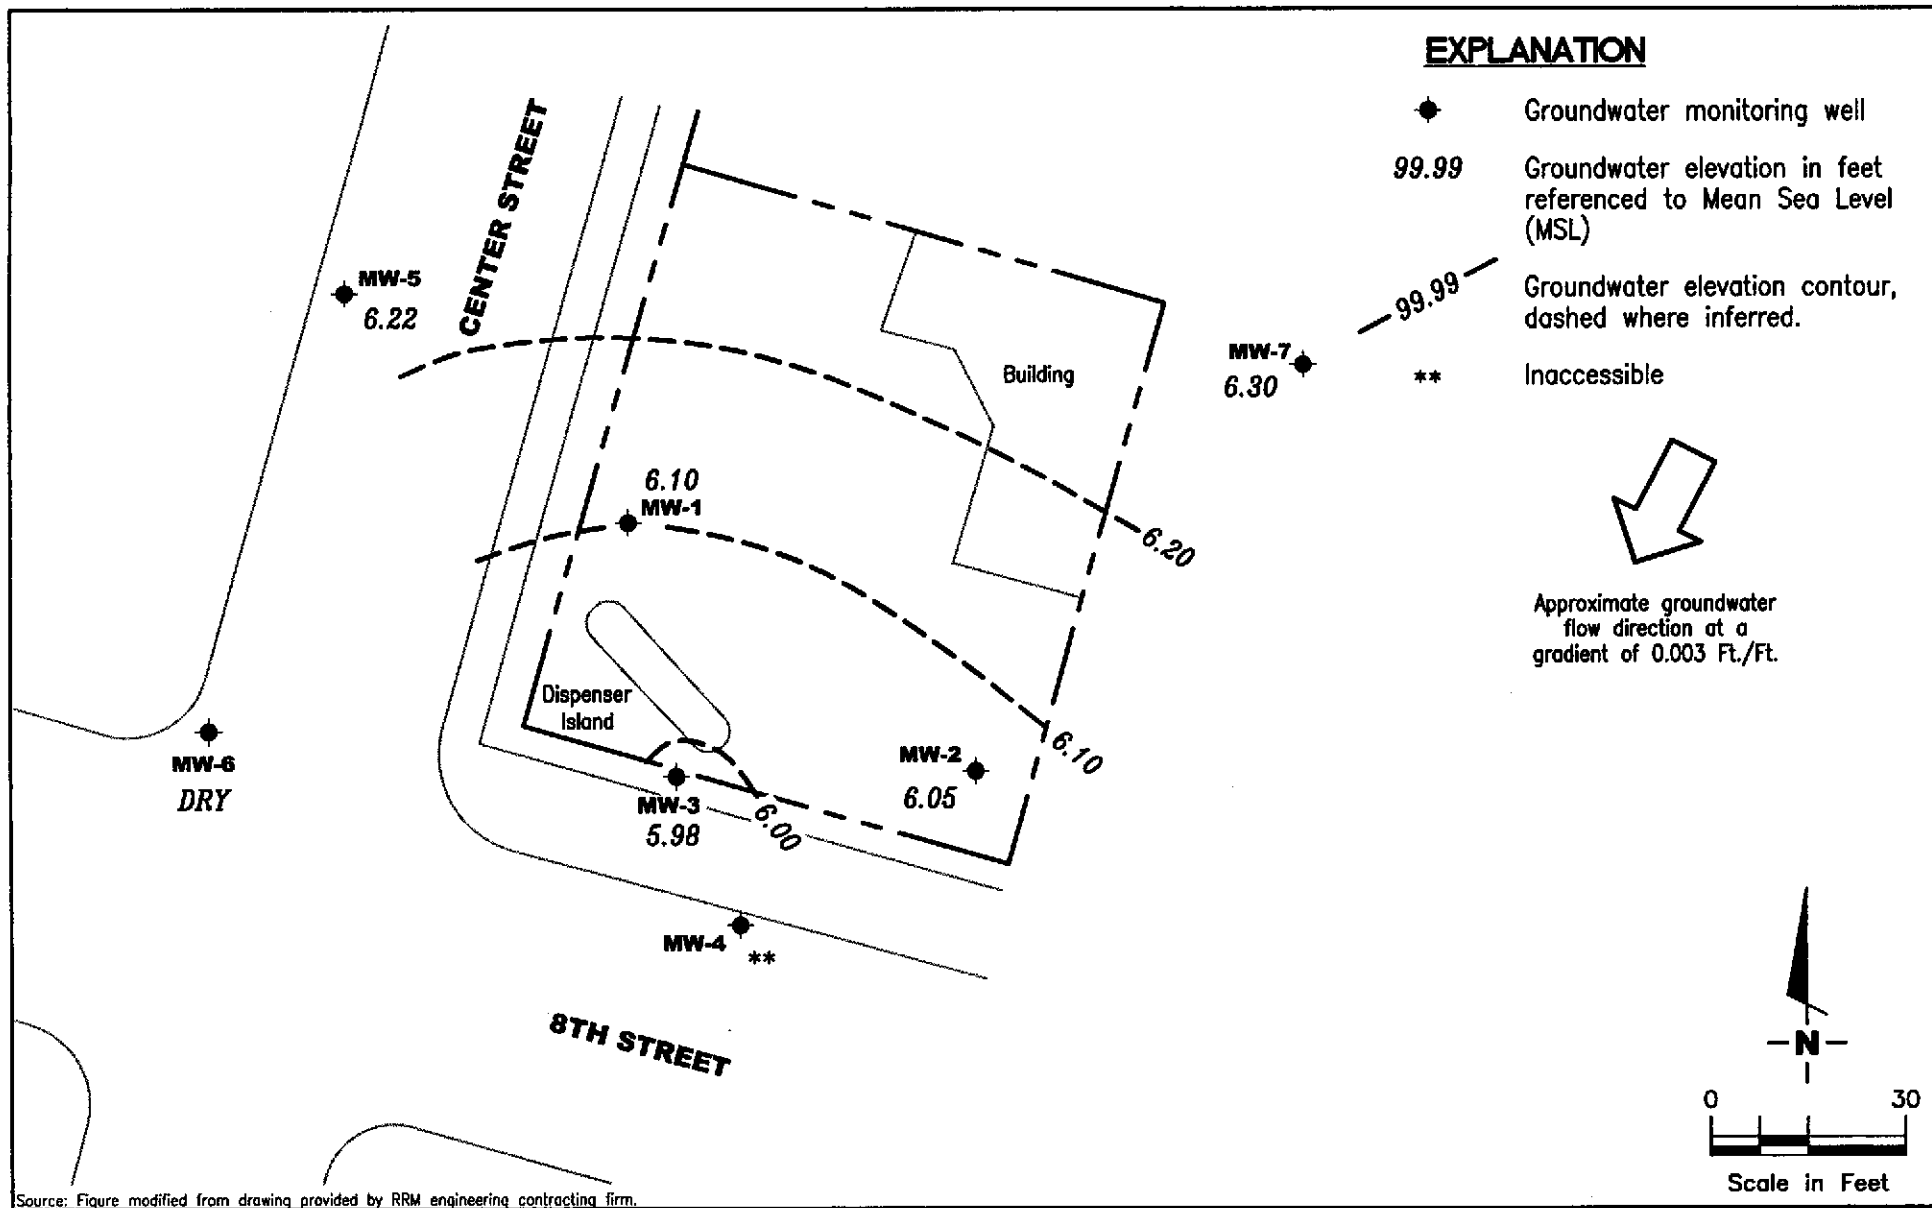 EXPLANATION
Groundwater monitoring well
99.99
Groundwater elevation in feet
referenced to Mean Sea Level
(MSL)
99.99
Groundwater elevation contour,
dashed where inferred.
**
Inaccessible
Approximate groundwater
flow direction at a
gradient of 0.003 Ft./Ft.
CENTER STREET
MW-5
6.22
Building
MW-7
6.30
6.10
MW-1
6.20
Dispenser
Island
MW-6
DRY
MW-3
5.98
6.00
MW-2
6.05
6.10
MW-4
**
8TH STREET
N
0 30
Scale in Feet
Source: Figure modified from drawing provided by RRM engineering contracting firm.